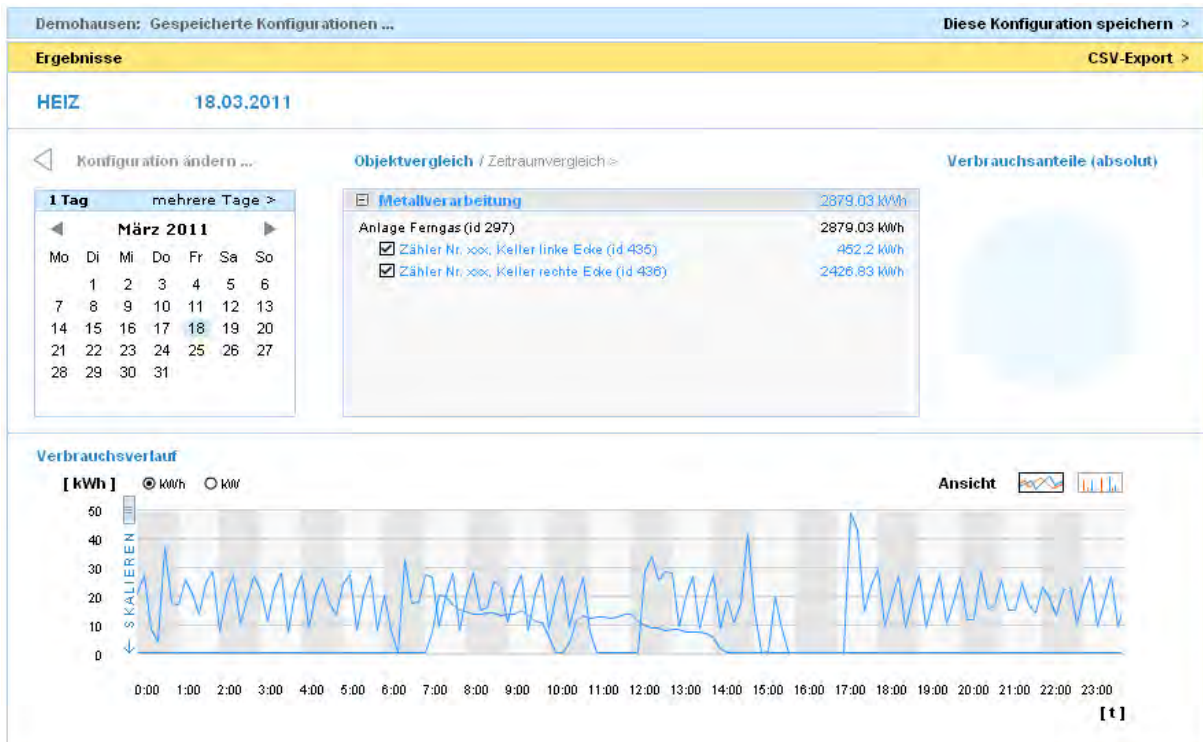 Demohausen: Gespeicherte Konfigurationen ...
Diese Konfiguration speichern >
Ergebnisse
CSV-Export >
HEIZ
18.03.2011
Konfiguration ändern ...
Objektvergleich / Zeitraumvergleich >
Verbrauchsanteile (absolut)
1 Tag
mehrere Tage >
März 2011
Mo Di Mi Do Fr Sa So
1 2 3 4 5 6
7 8 9 10 11 12 13
14 15 16 17 18 19 20
21 22 23 24 25 26 27
28 29 30 31
Metallverarbeitung 2879.03 kWh
Anlage Ferngas (id 297) 2879.03 kWh
Zähler Nr. xxx, Keller linke Ecke (id 435) 452.2 kWh
Zähler Nr. xxx, Keller rechte Ecke (id 436) 2426.83 kWh
Verbrauchsverlauf
[ kWh ]
kWh
kW
Ansicht
50
40
30
20
10
0
SKALIEREN
0:00 1:00 2:00 3:00 4:00 5:00 6:00 7:00 8:00 9:00 10:00 11:00 12:00 13:00 14:00 15:00 16:00 17:00 18:00 19:00 20:00 21:00 22:00 23:00
[ t ]